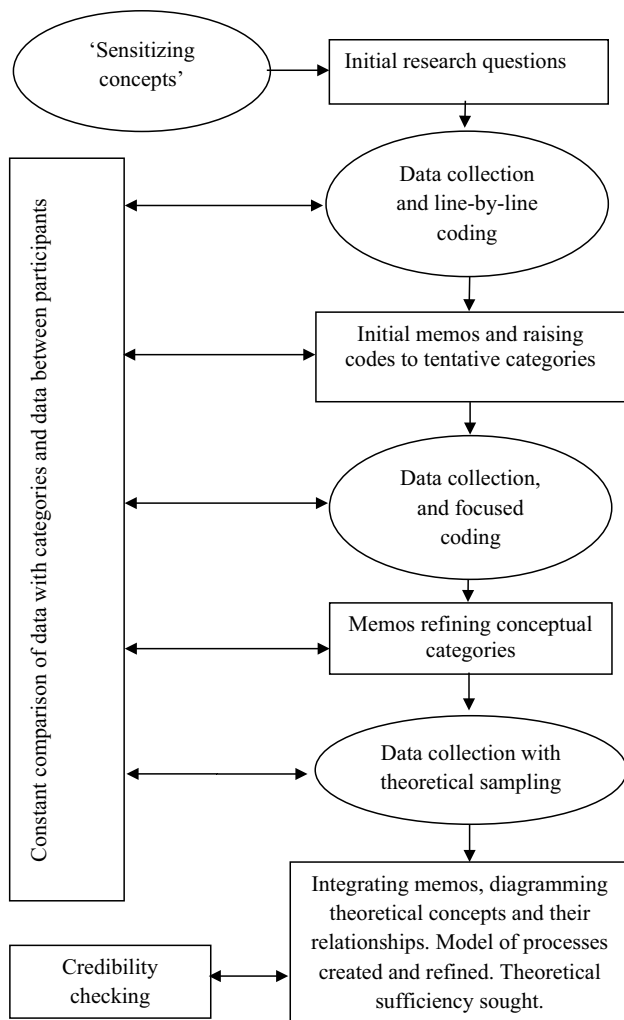 ‘Sensitizing
concepts’
Initial research questions
Data collection
and line-by-line
coding
Constant comparison of data with categories and data between participants
Initial memos and raising
codes to tentative categories
Data collection,
and focused
coding
Memos refining conceptual
categories
Data collection with
theoretical sampling
Integrating memos, diagramming
theoretical concepts and their
relationships. Model of processes
created and refined. Theoretical
sufficiency sought.
Credibility
checking